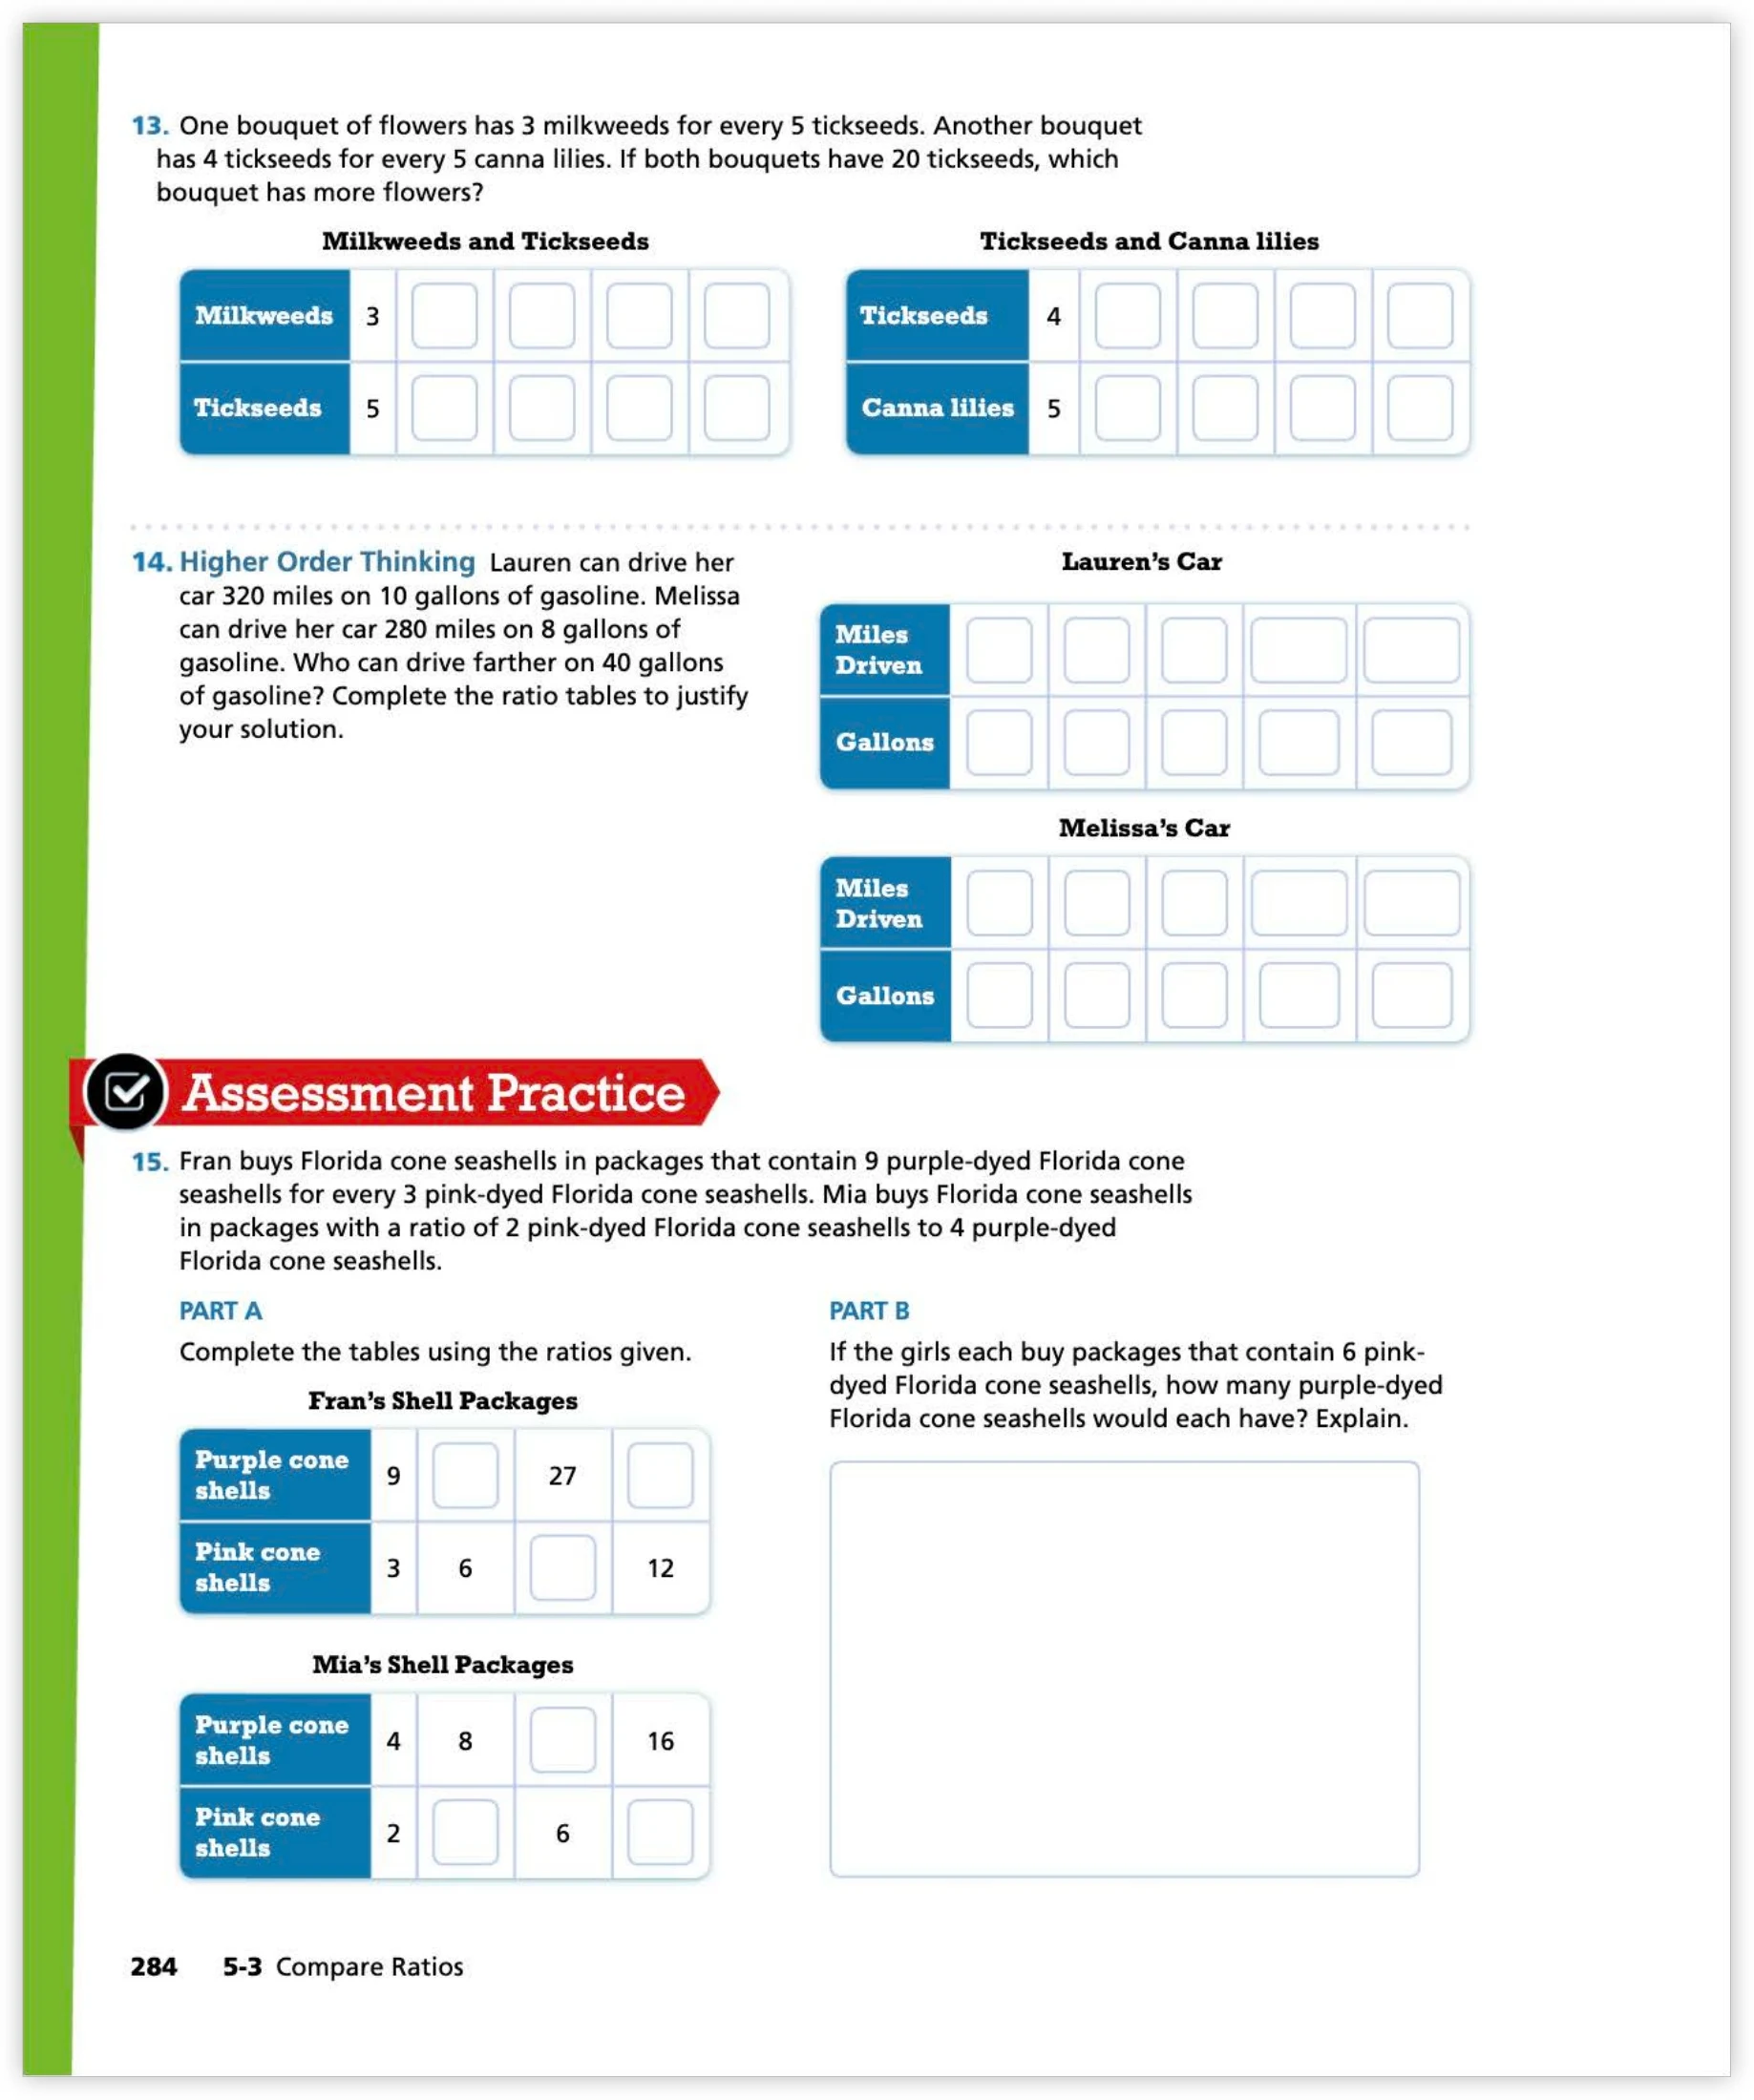 13. One bouquet of flowers has 3 milkweeds for every 5 tickseeds. Another bouquet
has 4 tickseeds for every 5 canna lilies. If both bouquets have 20 tickseeds, which
bouquet has more flowers?
Milkweeds and Tickseeds
Milkweeds 3
Tickseeds 5
Tickseeds and Canna lilies
Tickseeds 4
Canna lilies 5
14. Higher Order Thinking Lauren can drive her
car 320 miles on 10 gallons of gasoline. Melissa
can drive her car 280 miles on 8 gallons of
gasoline. Who can drive farther on 40 gallons
of gasoline? Complete the ratio tables to justify
your solution.
Lauren's Car
Miles
Driven
Gallons
Melissa's Car
Miles
Driven
Gallons
Assessment Practice
15. Fran buys Florida cone seashells in packages that contain 9 purple-dyed Florida cone
seashells for every 3 pink-dyed Florida cone seashells. Mia buys Florida cone seashells
in packages with a ratio of 2 pink-dyed Florida cone seashells to 4 purple-dyed
Florida cone seashells.
PART A
Complete the tables using the ratios given.
Fran's Shell Packages
Purple cone
shells 9 27
Pink cone
shells 3 6 12
Mia's Shell Packages
Purple cone
shells 4 8 16
Pink cone
shells 2 6
PART B
If the girls each buy packages that contain 6 pink-
dyed Florida cone seashells, how many purple-dyed
Florida cone seashells would each have? Explain.
284 5-3 Compare Ratios